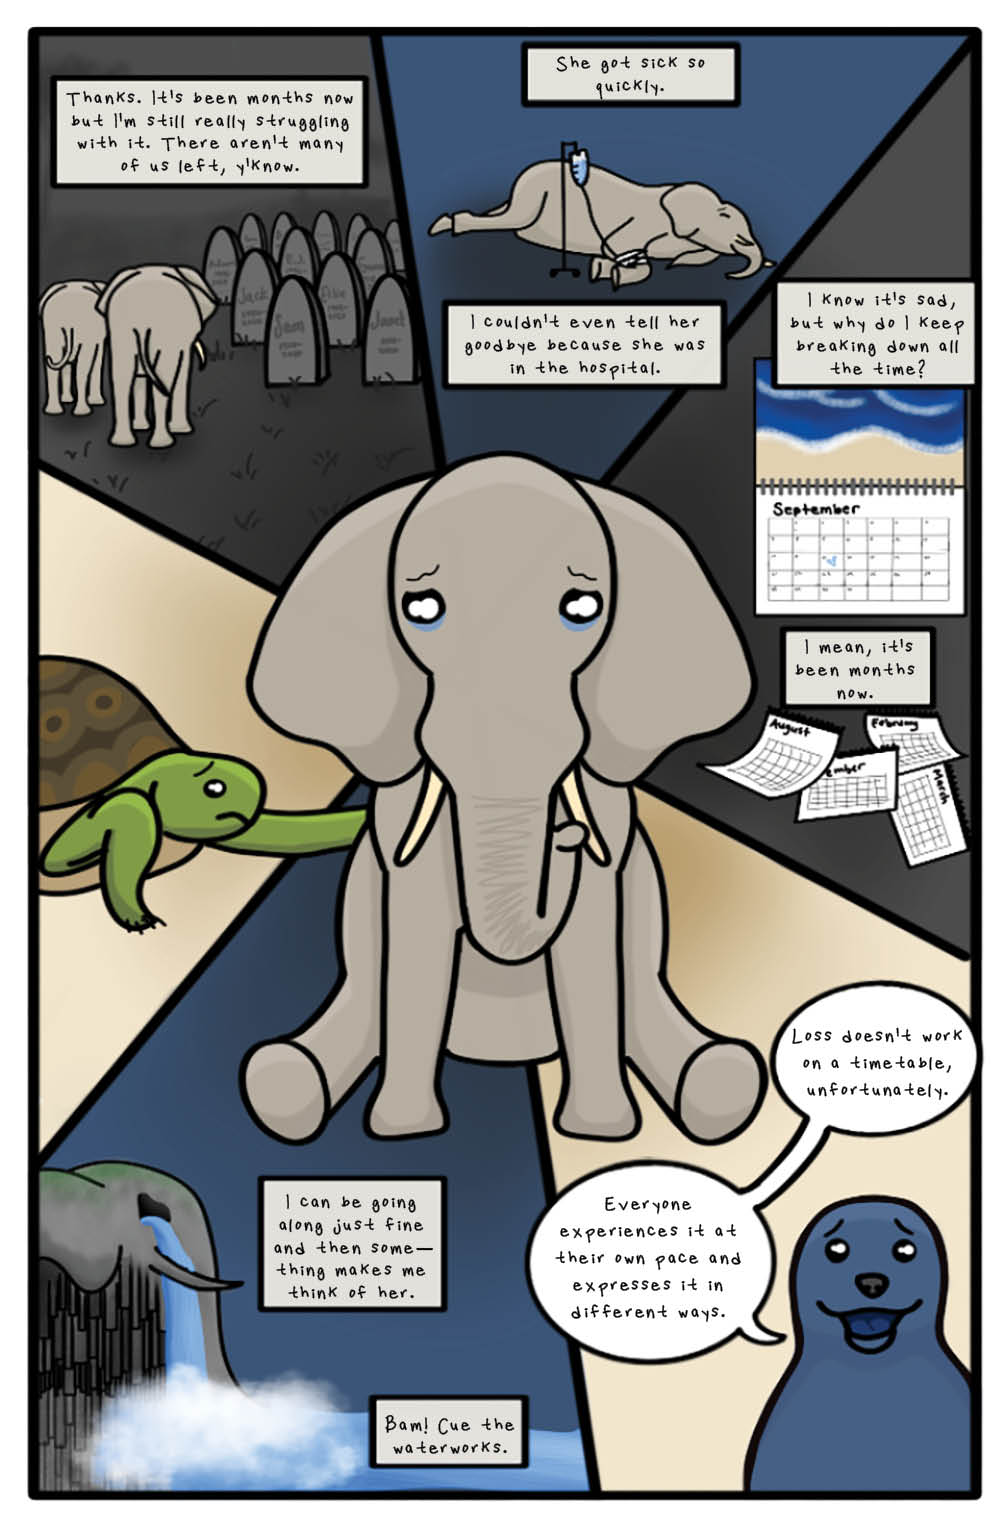 Thanks. It's been months now
but I'm still really struggling
with it. There aren't many
of us left, y'know.
She got sick so
quickly.
I couldn't even tell her
goodbye because she was
in the hospital.
I know it's sad,
but why do I keep
breaking down all
the time?
Jack
Sam
Janet
September
I mean, it's
been months
now.
August
February
ember
March
Loss doesn't work
on a timetable,
unfortunately.
Everyone
experiences it at
their own pace and
expresses it in
different ways.
I can be going
along just fine
and then some—
thing makes me
think of her.
Bam! Cue the
waterworks.